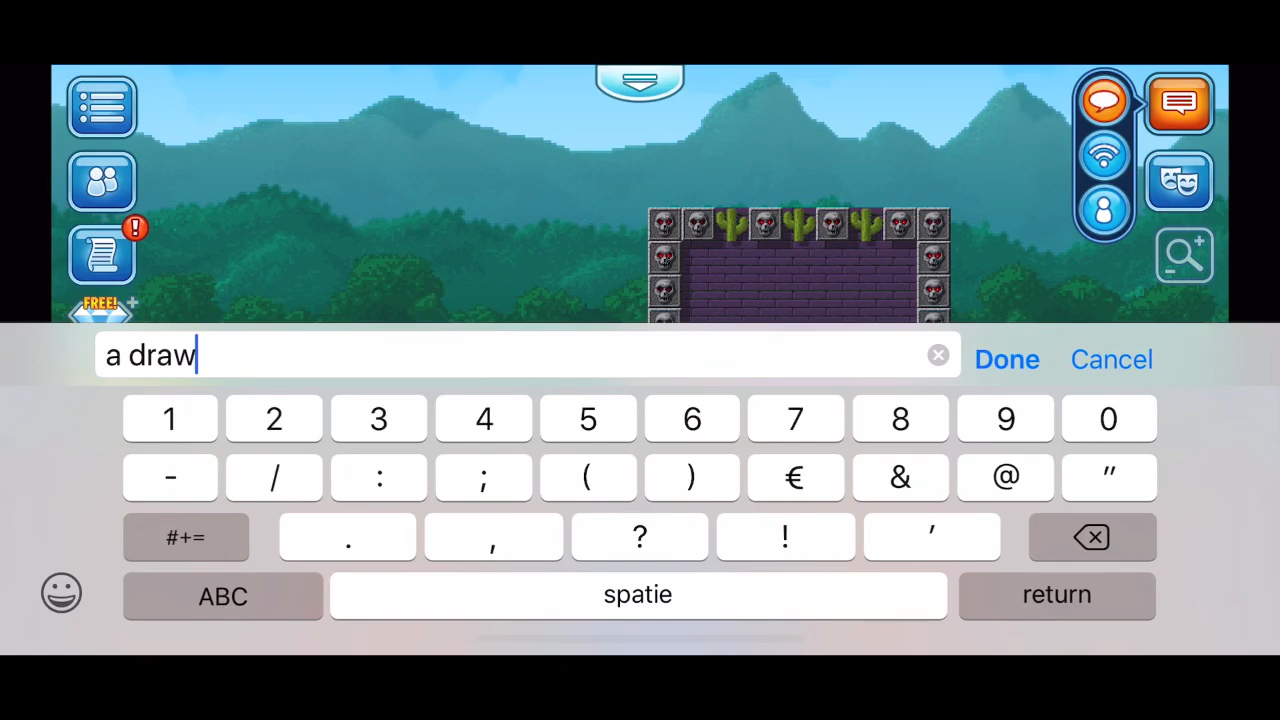 FREE!
a draw
Done
Cancel
1 2 3 4 5 6 7 8 9 0
- / : ; ( ) € & @ "
#+= . , ? ! ’
ABC spatie return